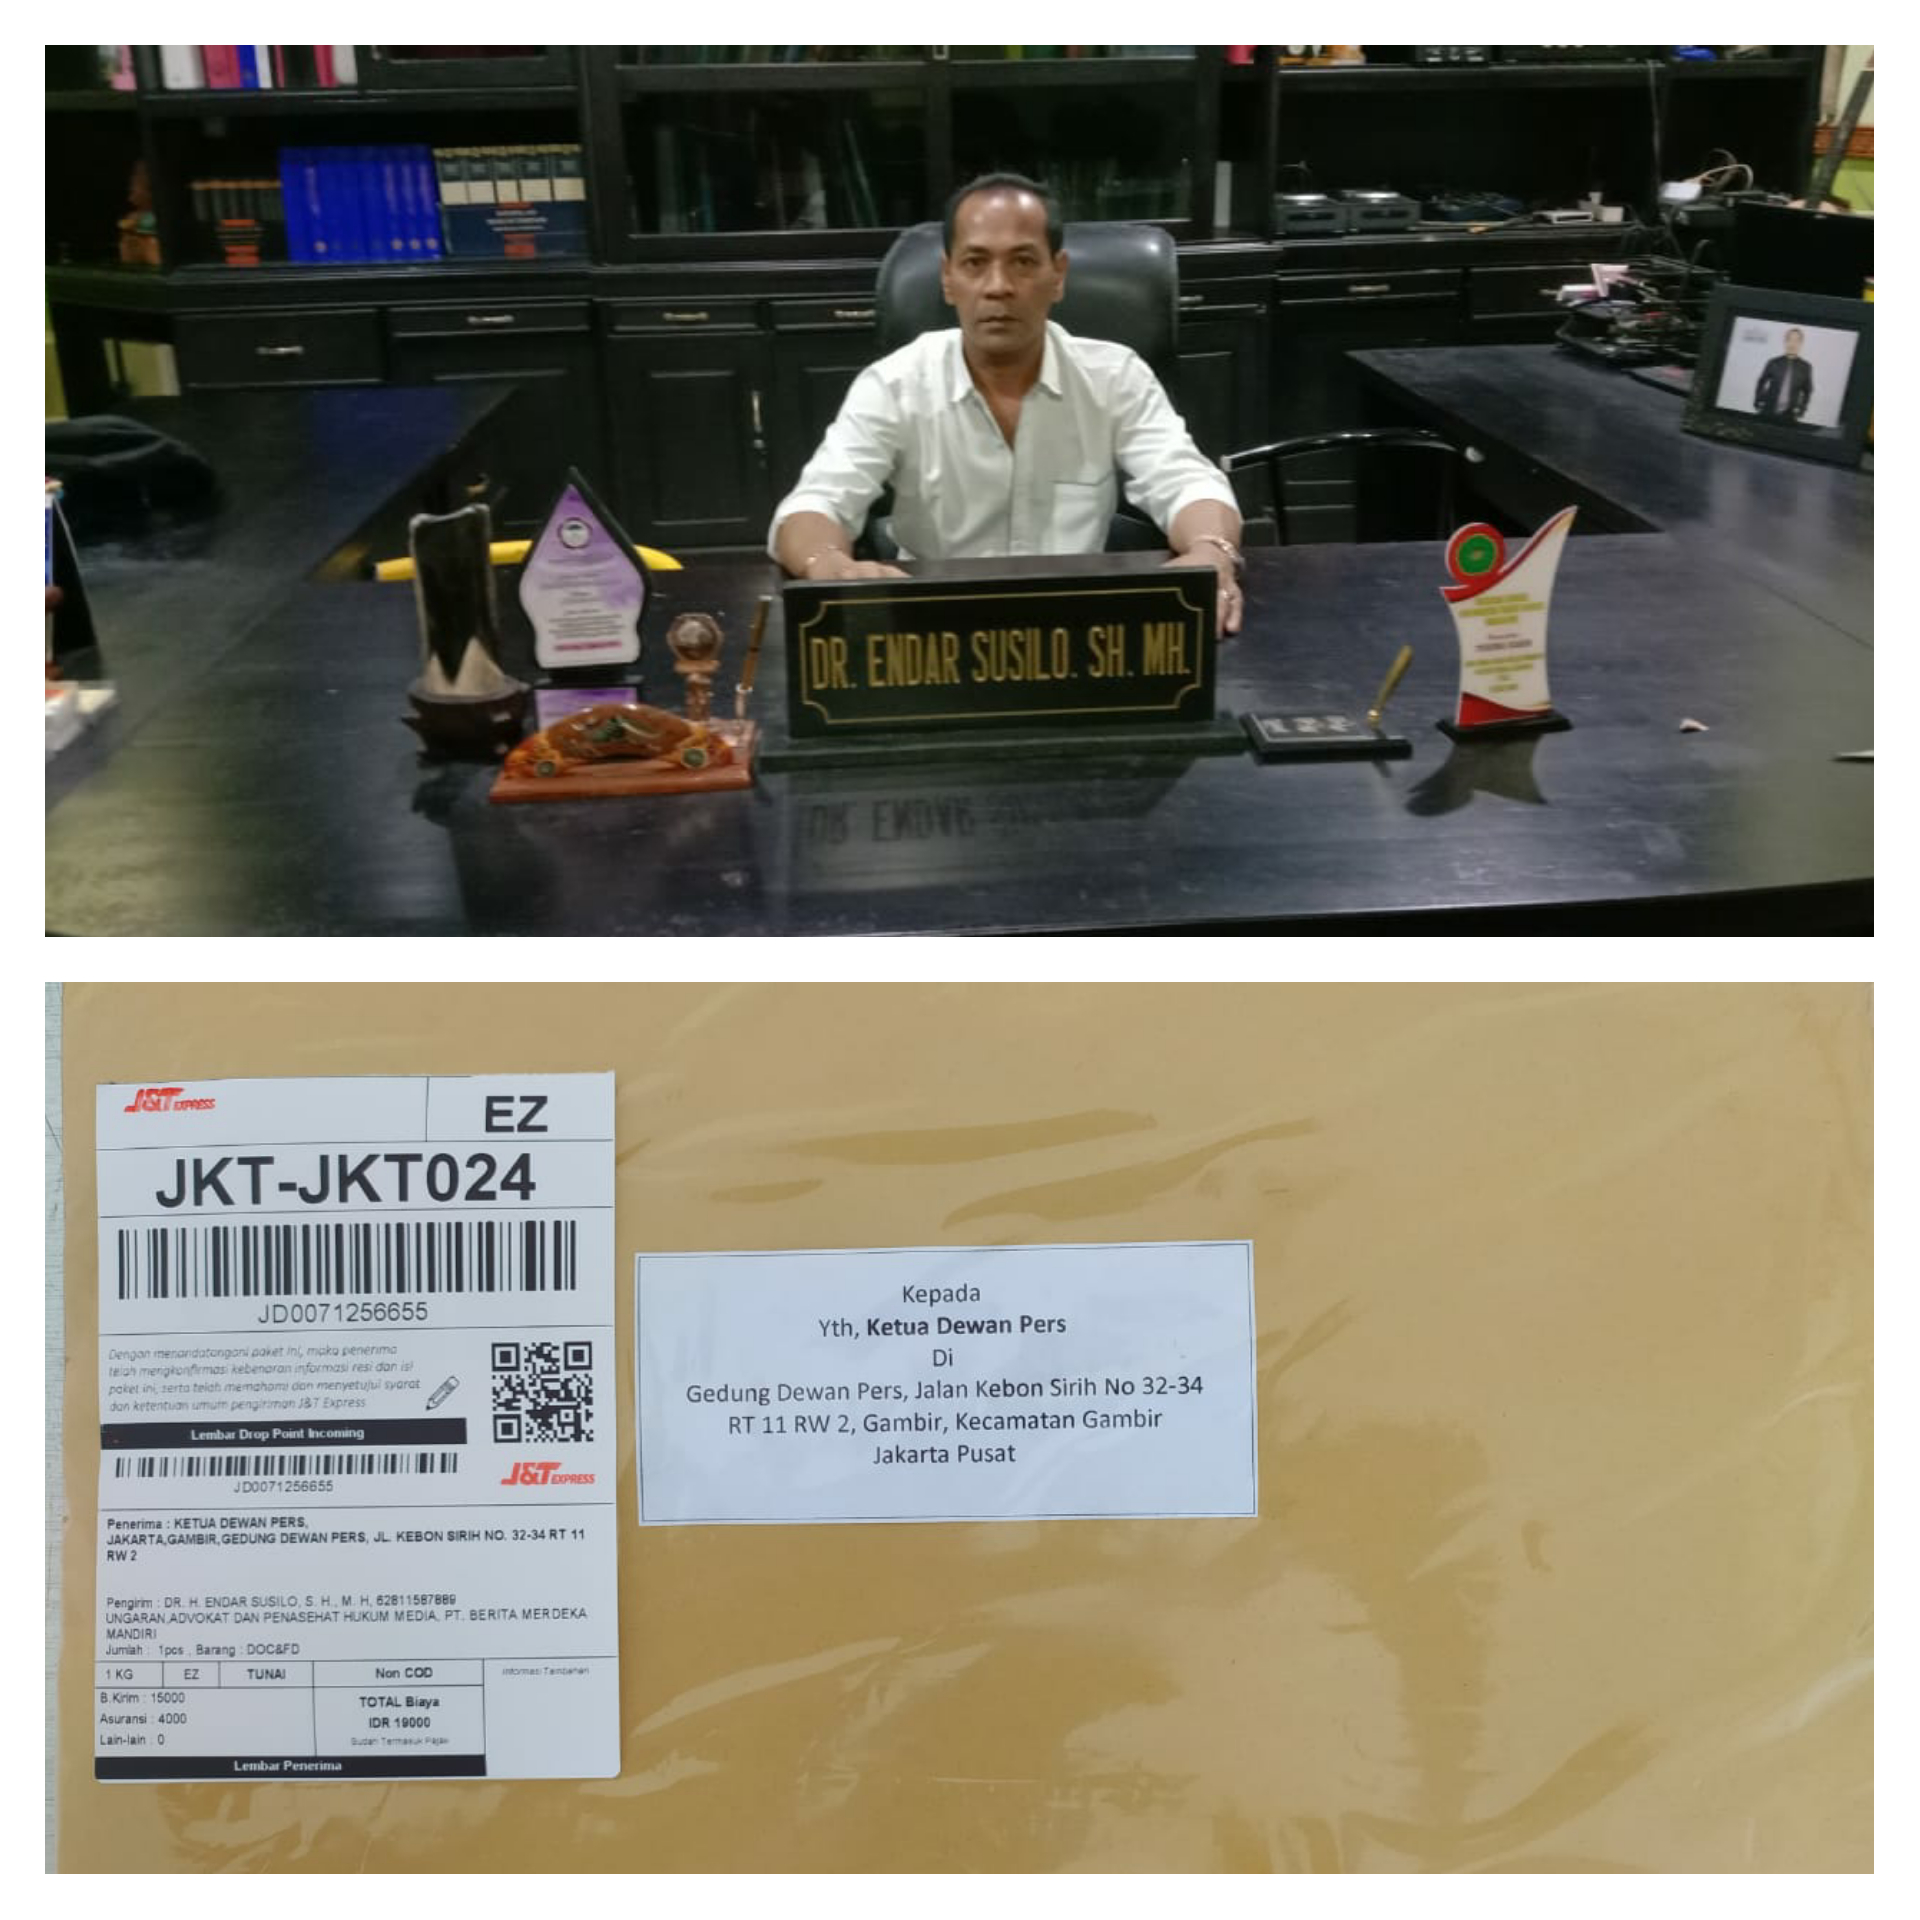 DR. ENDAR SUSILO. SH. MH.
J&T EXPRESS
EZ
JKT-JKT024
JD0071256655
Dengan menandatangani paket ini, maka penerima
telah mengkonfirmasi kebenaran informasi resi dan isi
paket ini, serta telah memahami dan menyetujui syarat
dan ketentuan umum pengiriman J&T Express
Lembar Drop Point Incoming
JD0071256655
J&T EXPRESS
Penerima : KETUA DEWAN PERS,
JAKARTA,GAMBIR,GEDUNG DEWAN PERS, JL. KEBON SIRIH NO. 32-34 RT 11
RW 2
Pengirim : DR. H. ENDAR SUSILO, S. H., M. H, 62811587889
UNGARAN,ADVOKAT DAN PENASEHAT HUKUM MEDIA, PT. BERITA MERDEKA
MANDIRI
Jumlah : 1pcs , Barang : DOC&FD
1 KG EZ TUNAI Non COD Informasi Tambahan
B.Kirim : 15000
Asuransi : 4000
Lain-lain : 0
TOTAL Biaya
IDR 19000
Sudah Termasuk Pajak
Lembar Penerima
Kepada
Yth, Ketua Dewan Pers
Di
Gedung Dewan Pers, Jalan Kebon Sirih No 32-34
RT 11 RW 2, Gambir, Kecamatan Gambir
Jakarta Pusat